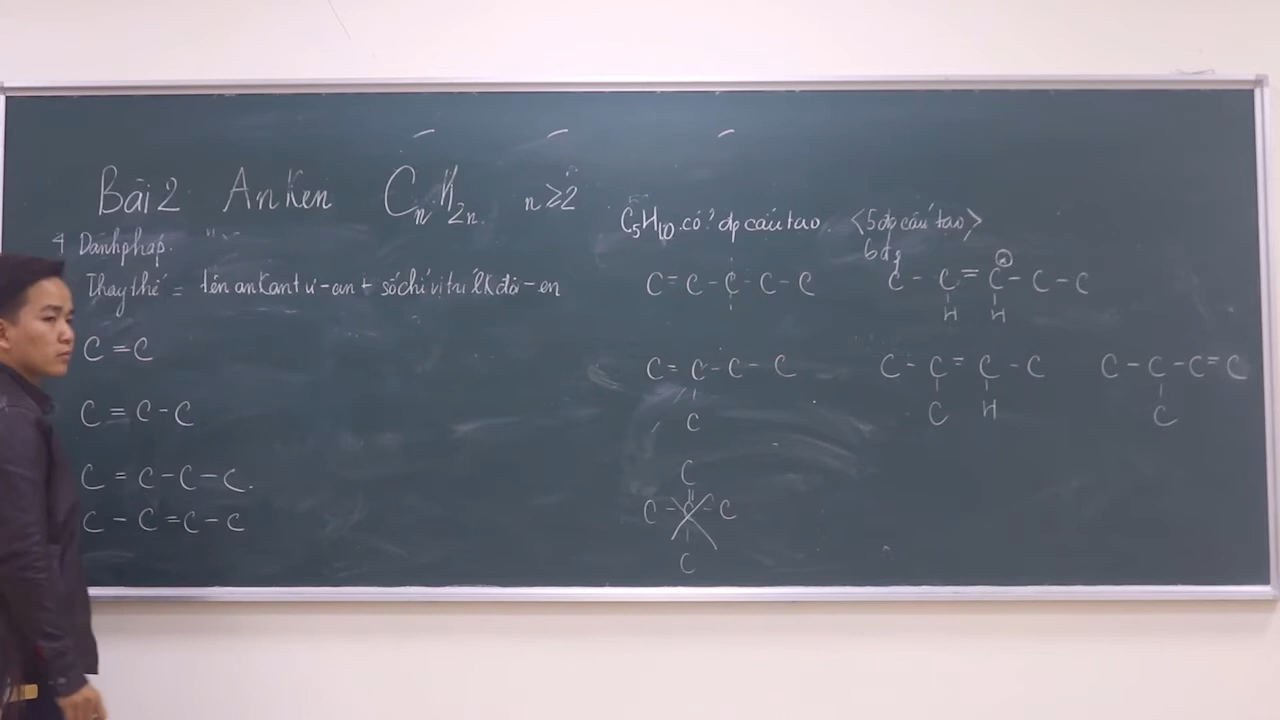 Bài 2 AnKen CnH2n n≥2
4 Danh pháp.
Thay thế = tên ankan từ -an + số chỉ vị trí lk đôi -en
C=C
C=C-C
C=C-C-C.
C-C=C-C
C5H10 có? đp cấu tạo. <5 đp cấu tạo>
6 đp
C=C-C-C-C
C-C=C-C-C
H H
C=C-C-C
C
C-C=C-C
C H
C-C-C=C
C
C
C-C-C
C